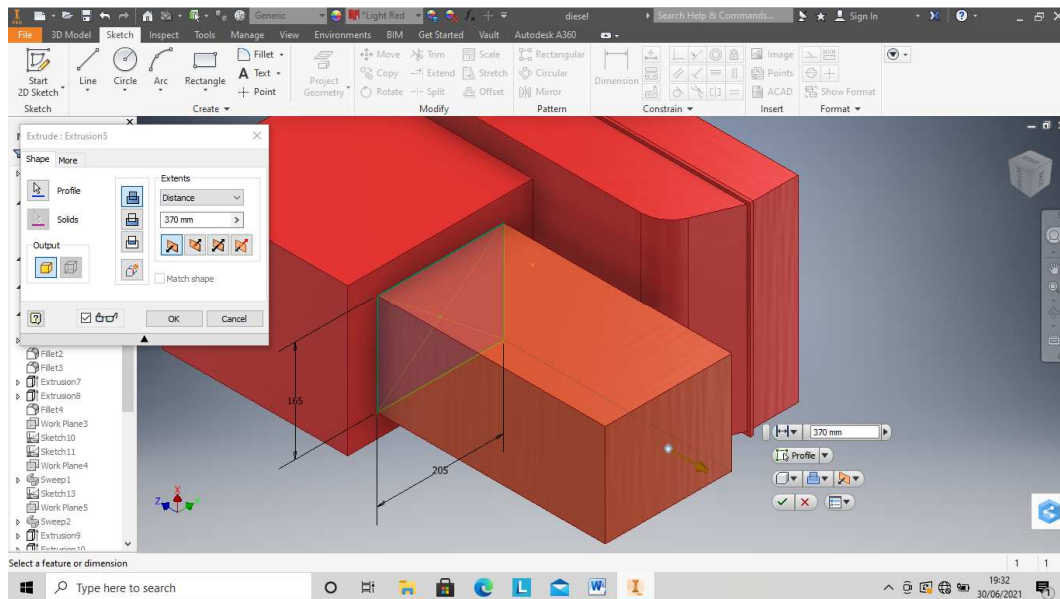 I PRO Generic *Light Red fx diesel Search Help & Commands... Sign In ?
File 3D Model Sketch Inspect Tools Manage View Environments BIM Get Started Vault Autodesk A360
Start 2D Sketch Line Circle Arc Rectangle Fillet Text Point Project Geometry
Move Trim Scale Copy Extend Stretch Rotate Split Offset
Rectangular Circular Mirror Dimension Image Points ACAD Show Format
Sketch Create Modify Pattern Constrain Insert Format
Extrude : Extrusion5
Shape More
Profile
Solids
Output
Extents
Distance
370 mm
Match shape
OK Cancel
Fillet2
Fillet3
Extrusion7
Extrusion8
Fillet4
Work Plane3
Sketch10
Sketch11
Work Plane4
Sweep1
Sketch13
Work Plane5
Sweep2
Extrusion9
Extrusion10
165
205
X
Z
370 mm
Profile
Select a feature or dimension 1 1
Type here to search
19:32
30/06/2021